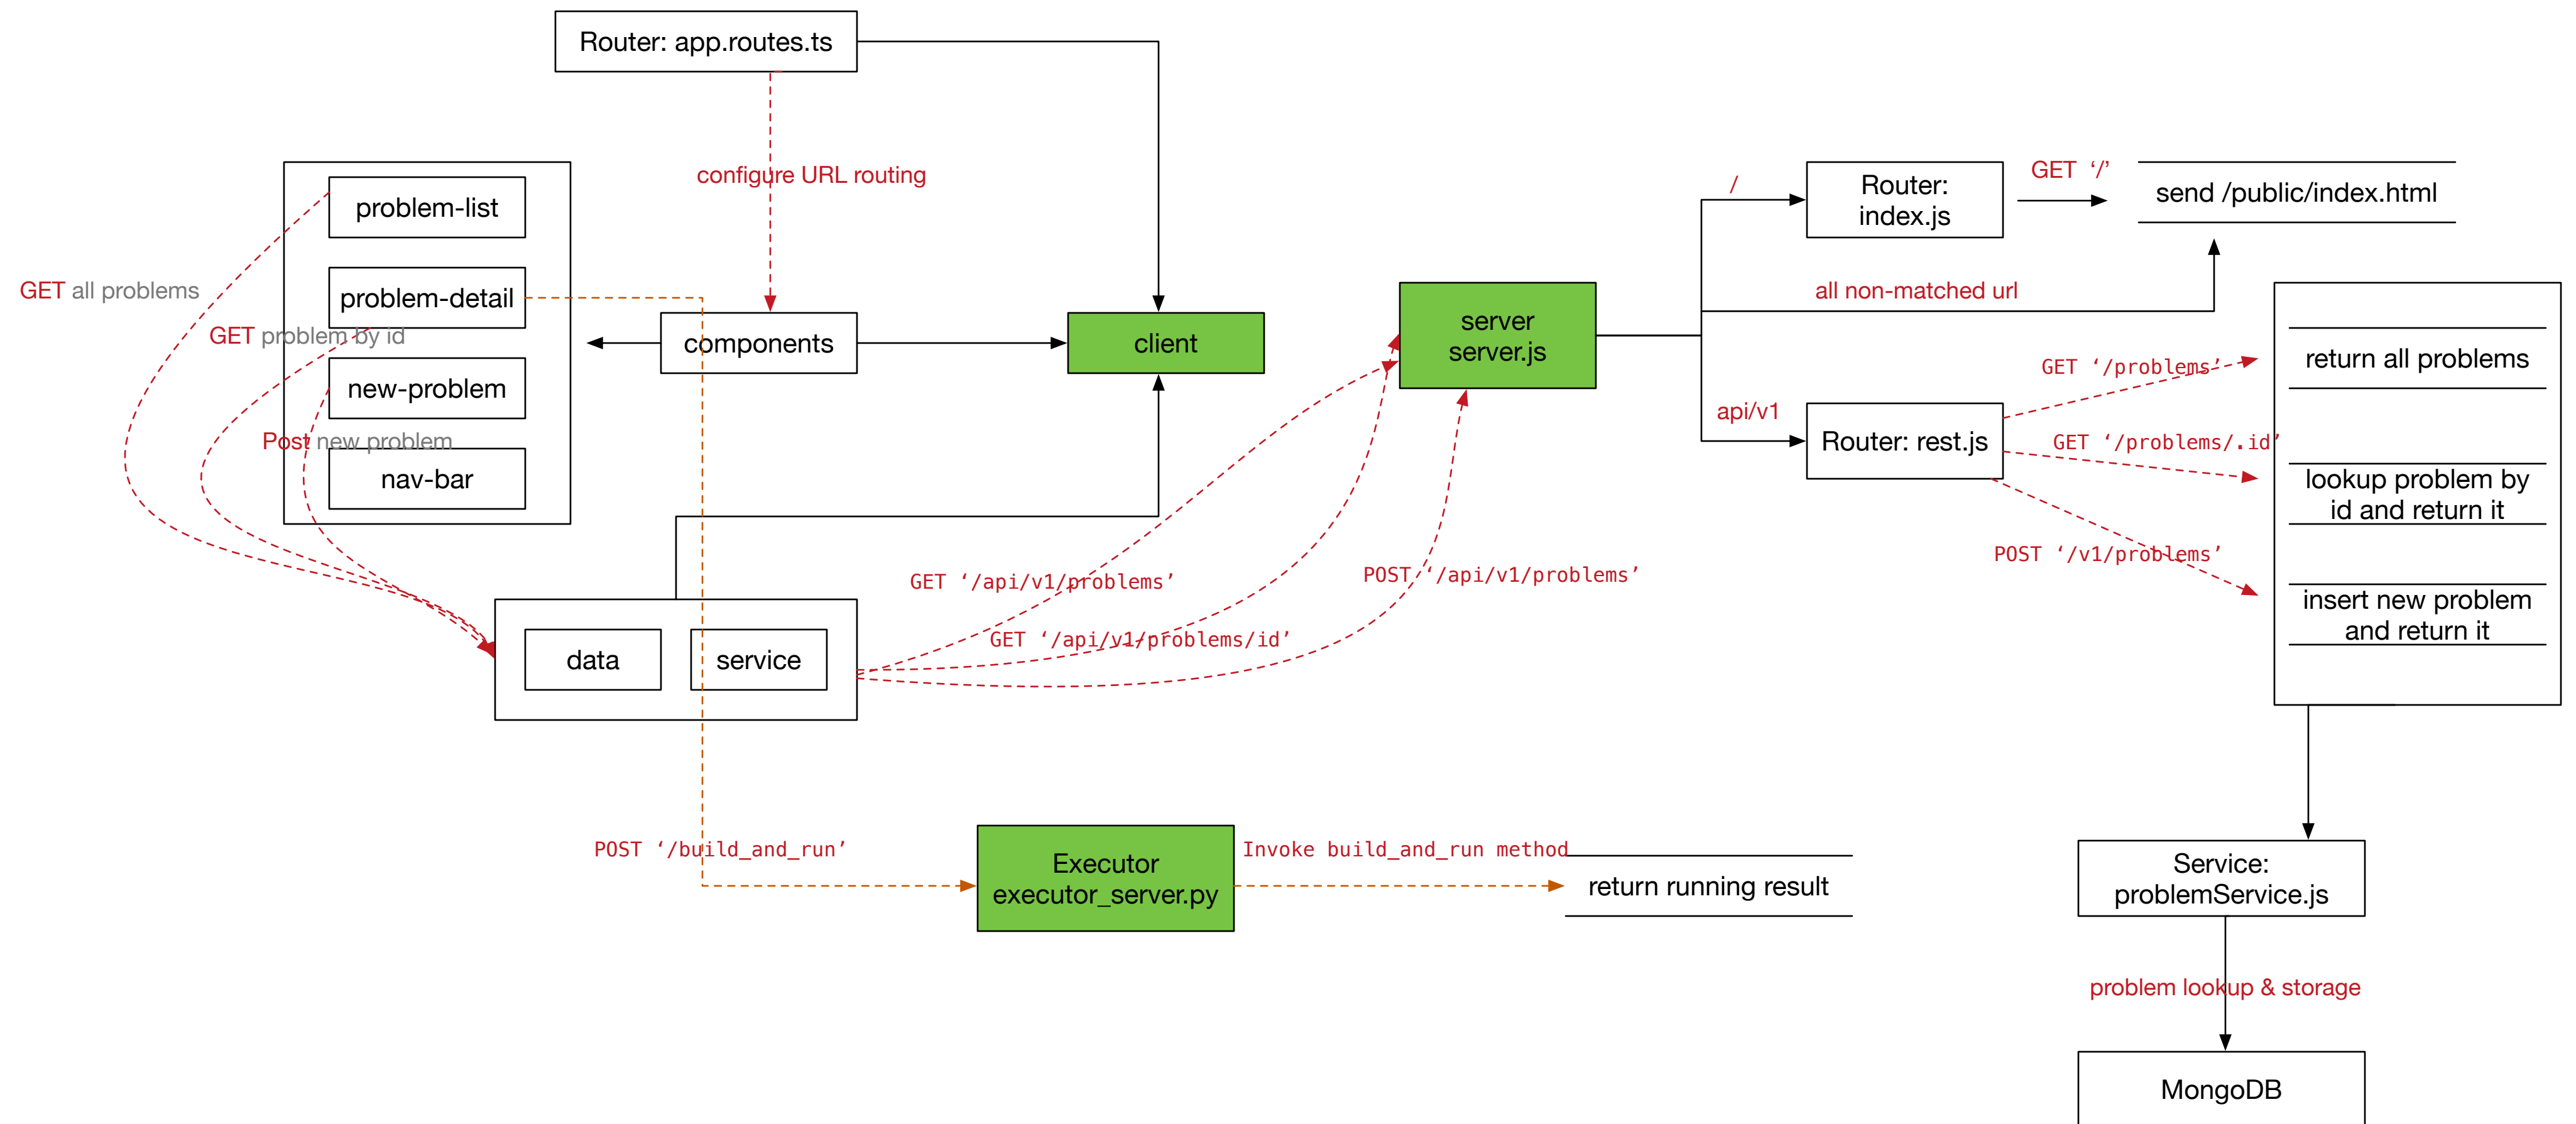 Router: app.routes.ts
configure URL routing
problem-list
problem-detail
new-problem
nav-bar
GET all problems
GET problem by id
Post new problem
components
client
data
service
GET ‘/api/v1/problems’
GET ‘/api/v1/problems/id’
POST ‘/api/v1/problems’
server
server.js
/
Router:
index.js
GET ‘/’
send /public/index.html
all non-matched url
api/v1
Router: rest.js
GET ‘/problems’
GET ‘/problems/.id’
POST ‘/v1/problems’
return all problems
lookup problem by
id and return it
insert new problem
and return it
POST ‘/build_and_run’
Executor
executor_server.py
Invoke build_and_run method
return running result
Service:
problemService.js
problem lookup & storage
MongoDB